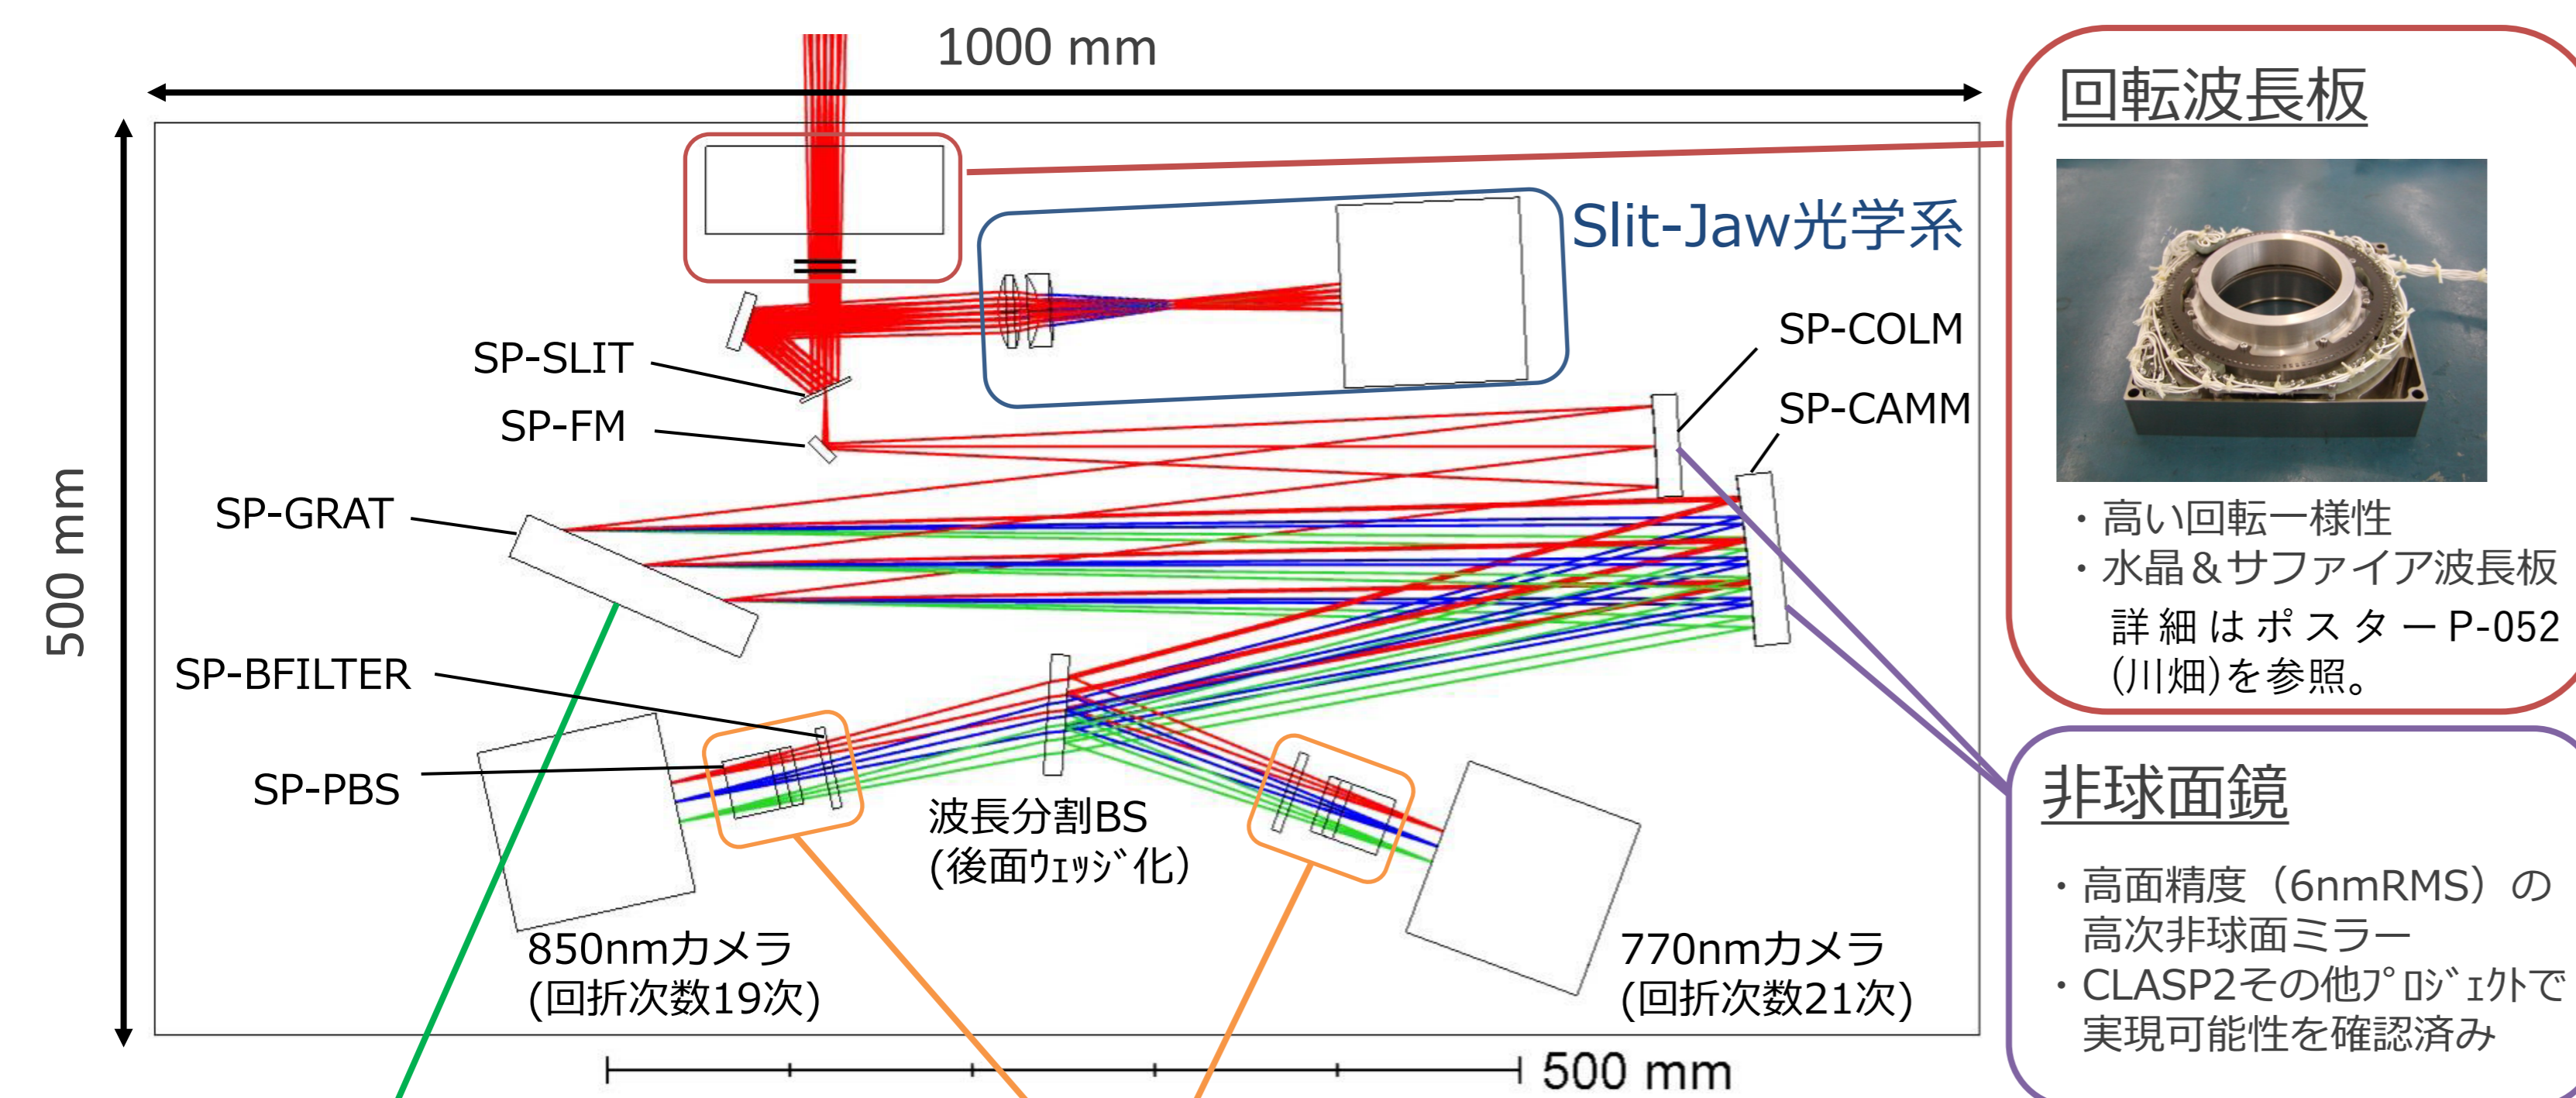 1000 mm
500 mm
Slit-Jaw光学系
SP-SLIT
SP-FM
SP-COLM
SP-CAMM
SP-GRAT
SP-BFILTER
SP-PBS
波長分割BS
(後面ｳｪｯｼﾞ化）
850nmカメラ
(回折次数19次)
770nmカメラ
(回折次数21次)
500 mm
回転波長板
・高い回転一様性
・水晶＆サファイア波長板
詳細はポスターP-052
(川畑)を参照。
非球面鏡
・高面精度（6nmRMS）の
高次非球面ミラー
・CLASP2その他ﾌﾟﾛｼﾞｪｸﾄで
実現可能性を確認済み